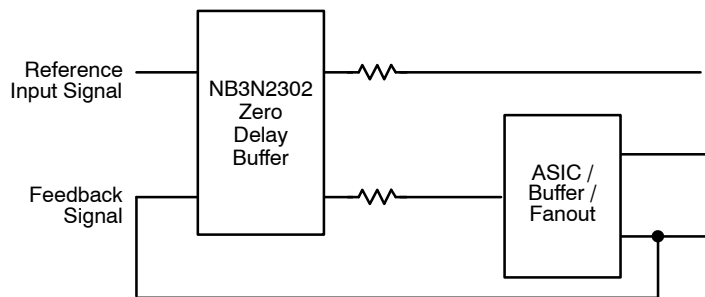 Reference
Input Signal
NB3N2302
Zero
Delay
Buffer
Feedback
Signal
ASIC /
Buffer /
Fanout